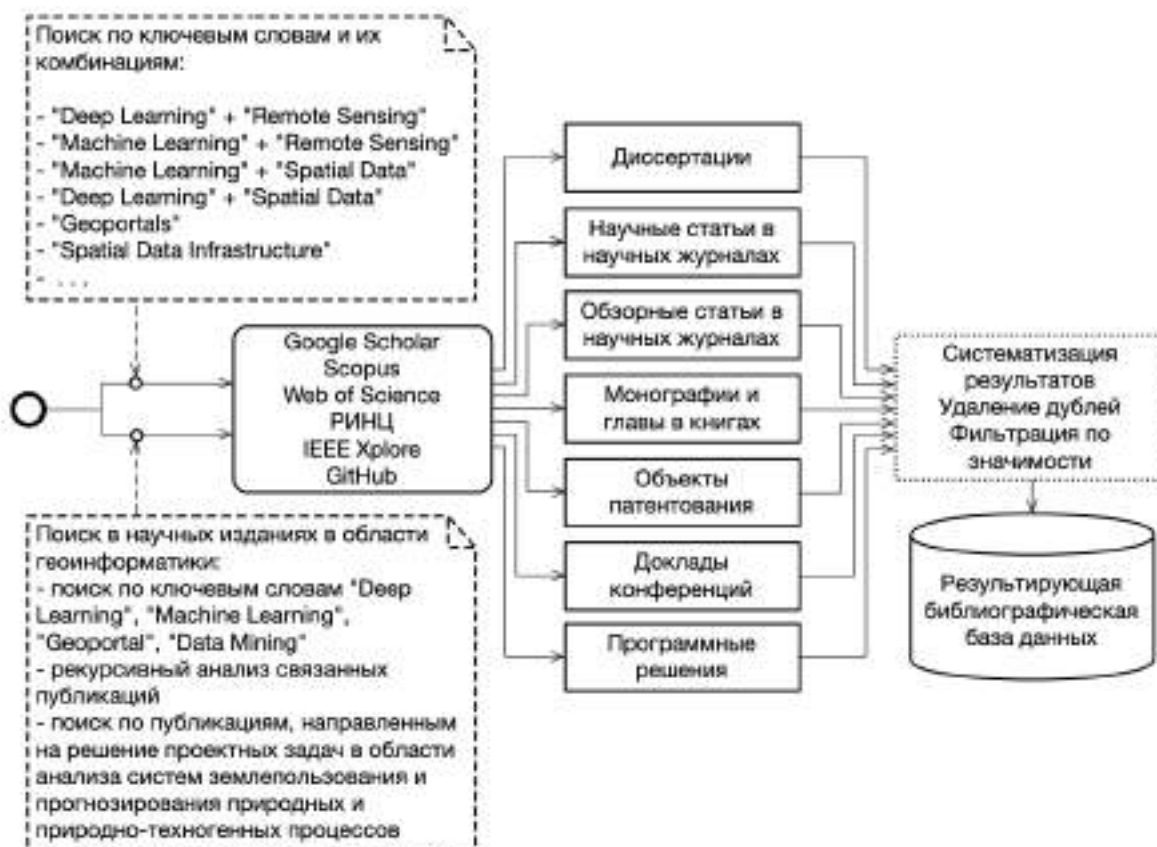 Поиск по ключевым словам и их
комбинациям:
- "Deep Learning" + "Remote Sensing"
- "Machine Learning" + "Remote Sensing"
- "Machine Learning" + "Spatial Data"
- "Deep Learning" + "Spatial Data"
- "Geoportals"
- "Spatial Data Infrastructure"
- . . .
Google Scholar
Scopus
Web of Science
РИНЦ
IEEE Xplore
GitHub
Поиск в научных изданиях в области
геоинформатики:
- поиск по ключевым словам "Deep
Learning", "Machine Learning",
"Geoportal", "Data Mining"
- рекурсивный анализ связанных
публикаций
- поиск по публикациям, направленным
на решение проектных задач в области
анализа систем землепользования и
прогнозирования природных и
природно-техногенных процессов
Диссертации
Научные статьи в
научных журналах
Обзорные статьи в
научных журналах
Монографии и
главы в книгах
Объекты
патентования
Доклады
конференций
Программные
решения
Систематизация
результатов
Удаление дублей
Фильтрация по
значимости
Результирующая
библиографическая
база данных